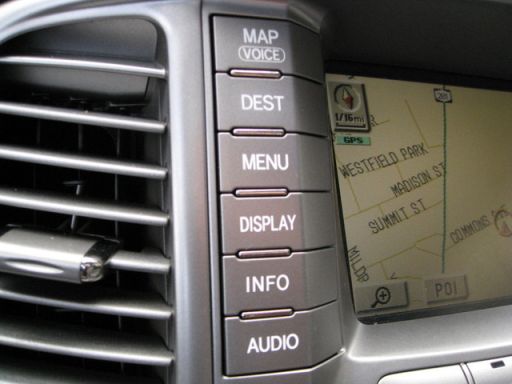 MAP
VOICE
DEST
MENU
DISPLAY
INFO
AUDIO
1/16mi
GPS
WESTFIELD PARK
MADISON ST
SUMMIT ST
COMMONS
POI